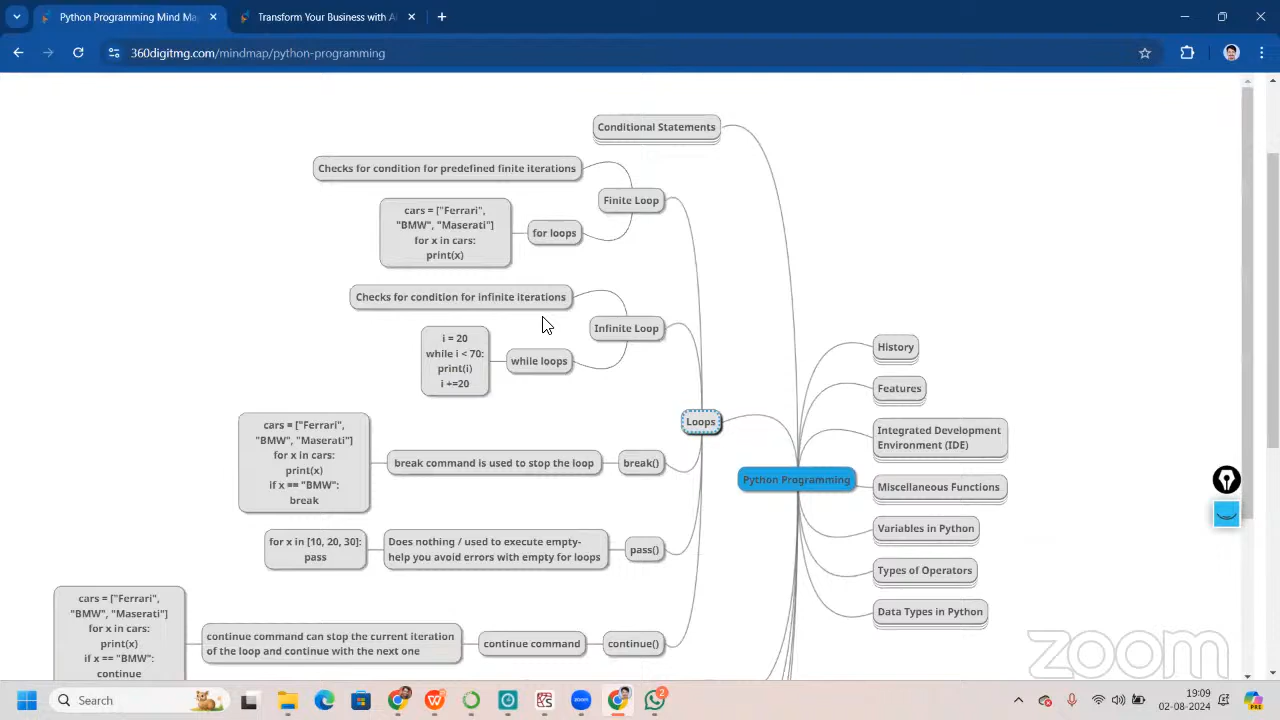 Python Programming Mind Ma
Transform Your Business with AI
360digitmg.com/mindmap/python-programming
Conditional Statements
Checks for condition for predefined finite iterations
Finite Loop
cars = ["Ferrari",
"BMW", "Maserati"]
for x in cars:
print(x)
for loops
Checks for condition for infinite iterations
Infinite Loop
i = 20
while i < 70:
print(i)
i +=20
while loops
Loops
cars = ["Ferrari",
"BMW", "Maserati"]
for x in cars:
print(x)
if x == "BMW":
break
break command is used to stop the loop
break()
for x in [10, 20, 30]:
pass
Does nothing / used to execute empty-
help you avoid errors with empty for loops
pass()
cars = ["Ferrari",
"BMW", "Maserati"]
for x in cars:
print(x)
if x == "BMW":
continue
continue command can stop the current iteration
of the loop and continue with the next one
continue command
continue()
Python Programming
History
Features
Integrated Development
Environment (IDE)
Miscellaneous Functions
Variables in Python
Types of Operators
Data Types in Python
zoom
Search
zoom
2
19:09
02-08-2024
PRE